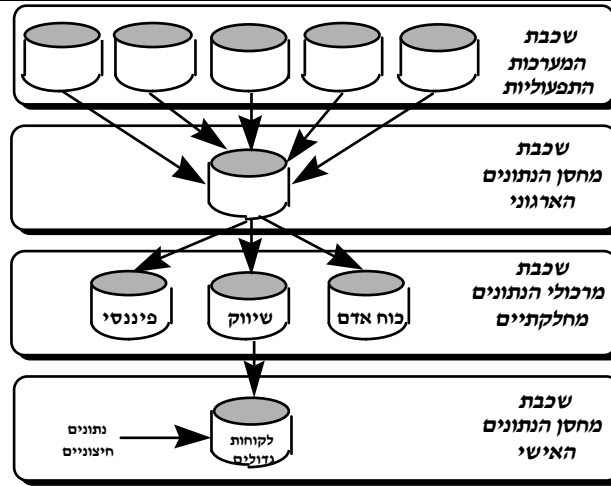 שכבת
המערכות
התפעוליות
שכבת
מחסן הנתונים
הארגוני
שכבת
מרכולי הנתונים
מחלקתיים
פיננסי
שיווק
כוח אדם
שכבת
מחסן הנתונים
האישי
נתונים
חיצוניים
לקוחות
גדולים